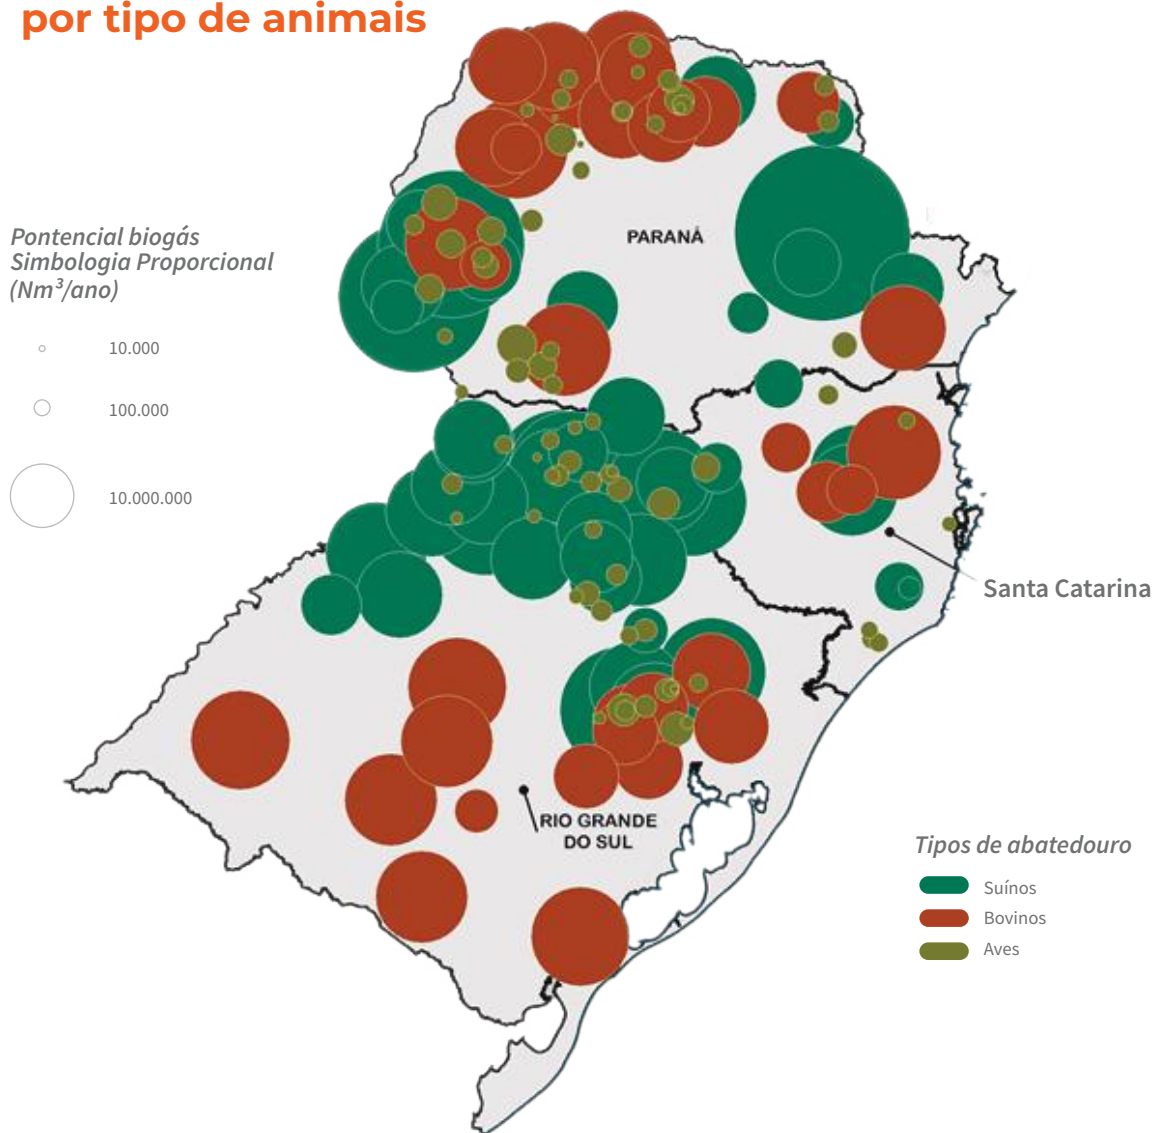 por tipo de animais
Pontencial biogás
Simbologia Proporcional
(Nm³/ano)
10.000
100.000
10.000.000
PARANÁ
Santa Catarina
RIO GRANDE
DO SUL
Tipos de abatedouro
Suínos
Bovinos
Aves